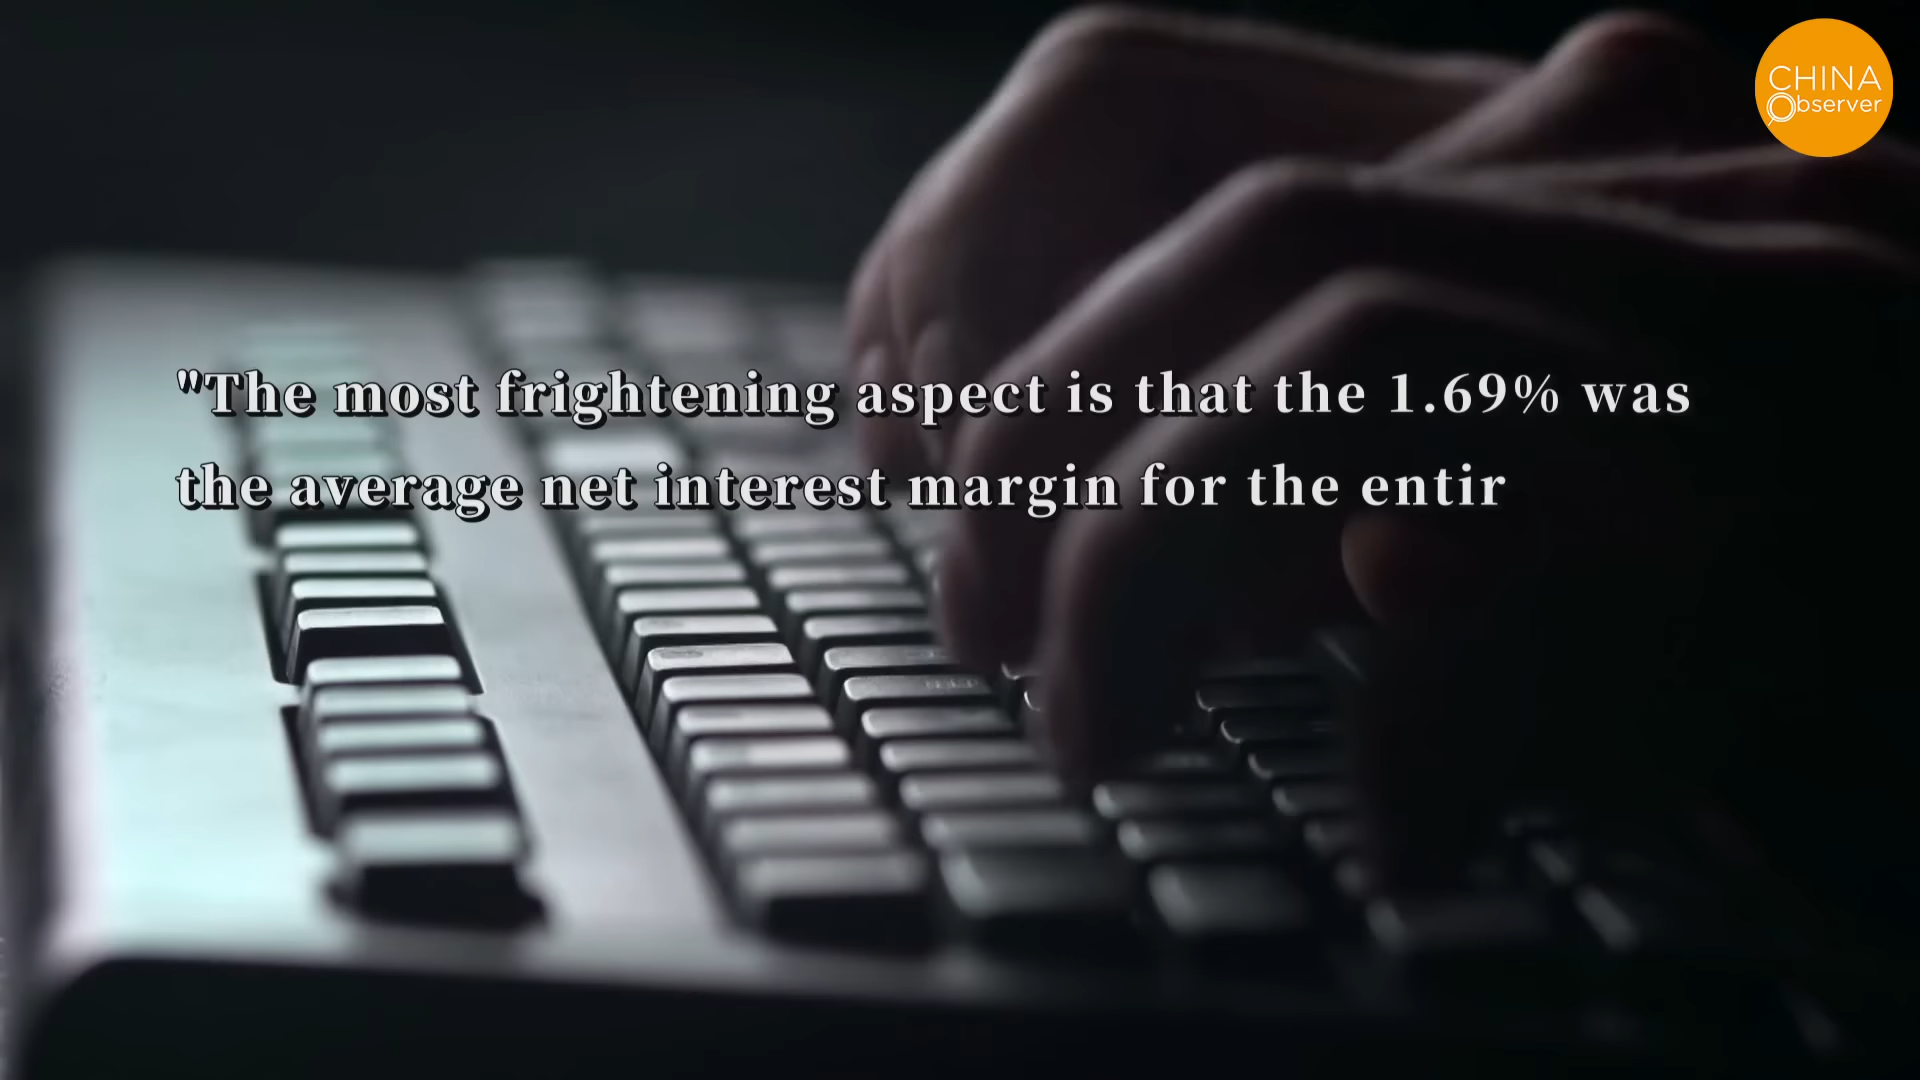 CHINA
Observer
"The most frightening aspect is that the 1.69% was
the average net interest margin for the entir